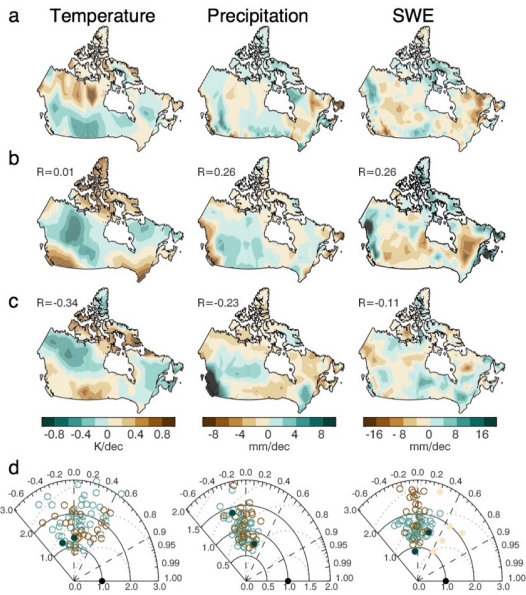 a Temperature Precipitation SWE
b R=0.01 R=0.26 R=0.26
c R=-0.34 R=-0.23 R=-0.11
-0.8 -0.4 0 0.4 0.8 -8 -4 0 4 8 -16 -8 0 8 16
K/dec mm/dec mm/dec
d -0.2 0.0 0.2 -0.2 0.0 0.2 -0.2 0.0 0.2
-0.4 0.4 -0.4 0.4 -0.4 0.4
-0.6 0.6 -0.6 0.6 -0.6 0.6
3.0 0.8 2.0 0.8 3.0 0.8
2.0 0.9 1.5 0.9 2.0 0.9
1.0 0.95 1.0 0.95 1.0 0.95
0.99 0.5 0.99 0.99
0.0 1.0 2.0 3.0 1.00 0.0 0.5 1.0 1.5 2.0 1.00 0.0 1.0 2.0 3.0 1.00